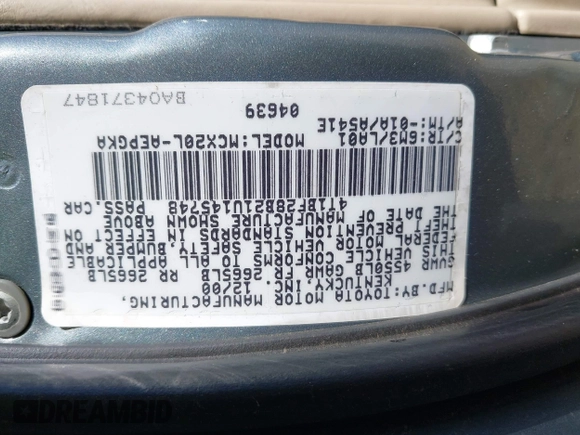 MFD. BY: TOYOTA MOTOR MANUFACTURING,
KENTUCKY, INC. 12/00
GVWR 4550LB GAWR FR 2665LB RR 2665LB
THIS VEHICLE CONFORMS TO ALL APPLICABLE
FEDERAL MOTOR VEHICLE SAFETY, BUMPER AND
THEFT PREVENTION STANDARDS IN EFFECT ON
THE DATE OF MANUFACTURE SHOWN ABOVE.
4T1BF28B21U145748 PASS. CAR
C/TR:6M3/LA01 MODEL:MCX20L-AEPGKA
A/TM:-01A/A541E
04639
BA04371847
DREAMBID